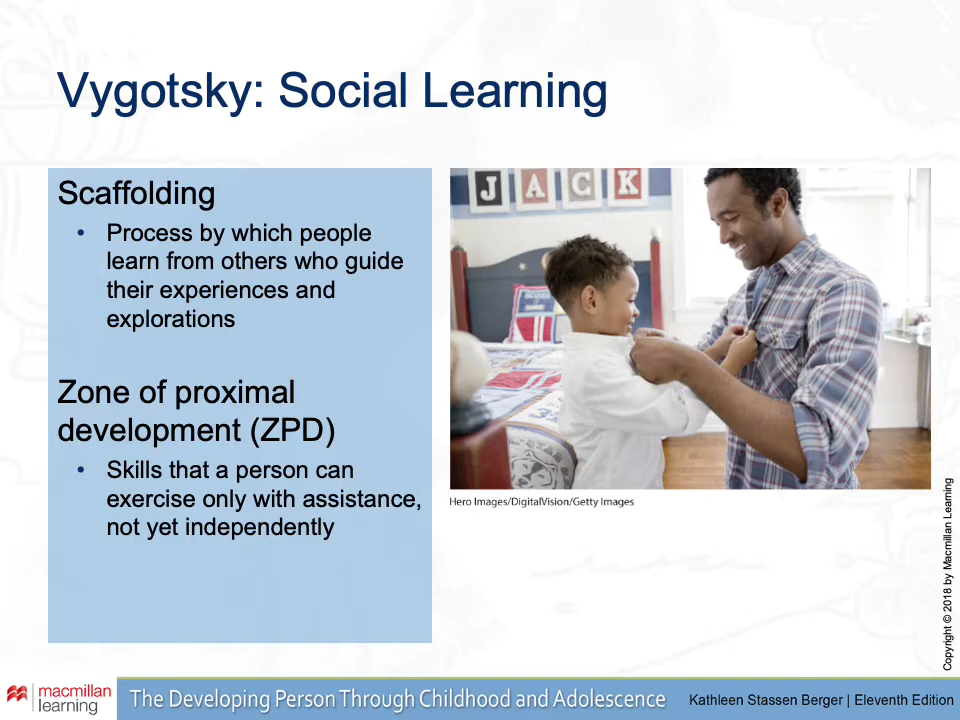 Vygotsky: Social Learning
Scaffolding
• Process by which people
learn from others who guide
their experiences and
explorations
Zone of proximal
development (ZPD)
• Skills that a person can
exercise only with assistance,
not yet independently
JACK
Hero Images/DigitalVision/Getty Images
Copyright © 2018 by Macmillan Learning
macmillan
learning
The Developing Person Through Childhood and Adolescence
Kathleen Stassen Berger | Eleventh Edition